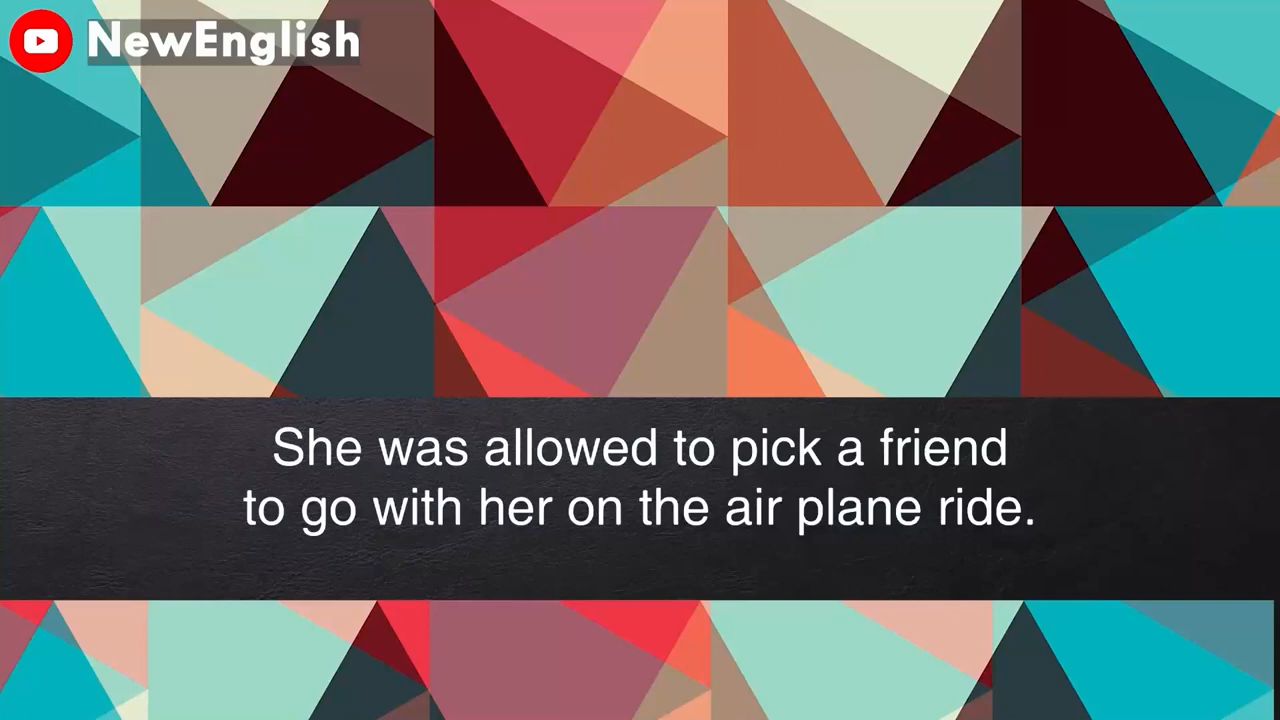 NewEnglish
She was allowed to pick a friend
to go with her on the air plane ride.